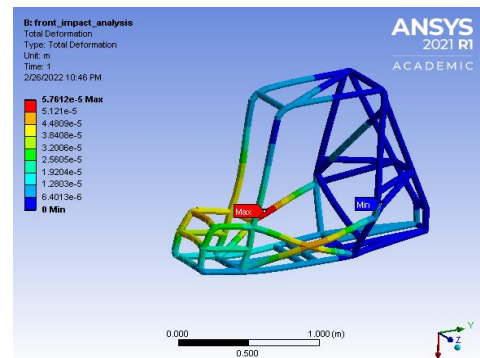 B: front_impact_analysis
Total Deformation
Type: Total Deformation
Unit: m
Time: 1
2/26/2022 10:46 PM
5.7612e-5 Max
5.121e-5
4.4809e-5
3.8408e-5
3.2006e-5
2.5605e-5
1.9204e-5
1.2803e-5
6.4013e-6
0 Min
ANSYS
2021 R1
ACADEMIC
Max
Min
0.000
1.000 (m)
0.500
Y
Z